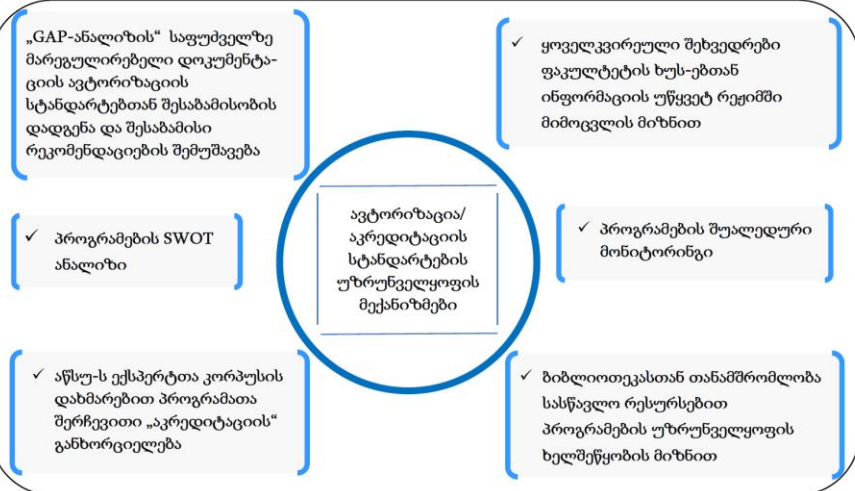 „GAP-ანალიზის“ საფუძველზე
მარეგულირებელი დოკუმენტა-
ციის ავტორიზაციის
სტანდარტებთან შესაბამისობის
დადგენა და შესაბამისი
რეკომენდაციების შემუშავება
✓ ყოველკვირეული შეხვედრები
ფაკულტეტის ხუს-ებთან
ინფორმაციის უწყვეტ რეჟიმში
მიმოცვლის მიზნით
✓ პროგრამების SWOT
ანალიზი
ავტორიზაცია/
აკრედიტაციის
სტანდარტების
უზრუნველყოფის
მექანიზმები
✓ პროგრამების შუალედური
მონიტორინგი
✓ აწსუ-ს ექსპერტთა კორპუსის
დახმარებით პროგრამათა
შერჩევითი „აკრედიტაციის“
განხორციელება
✓ ბიბლიოთეკასთან თანამშრომლობა
სასწავლო რესურსებით
პროგრამების უზრუნველყოფის
ხელშეწყობის მიზნით